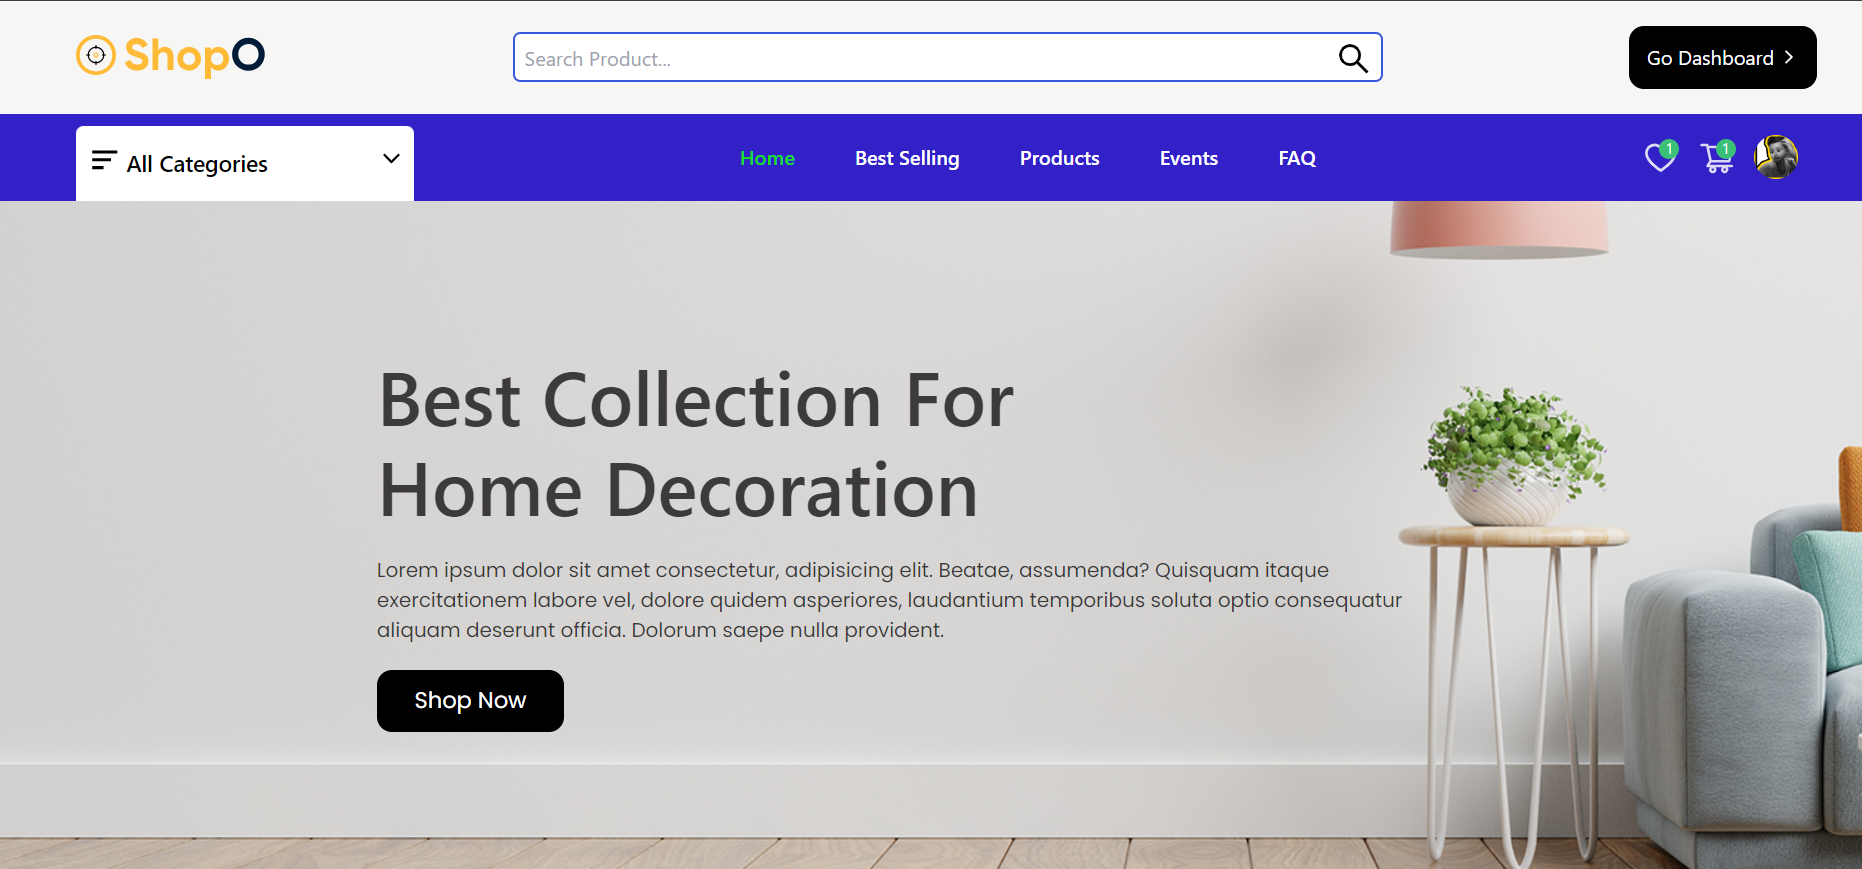 ShopO
Search Product...
Go Dashboard
All Categories
Home
Best Selling
Products
Events
FAQ
1
1
Best Collection For
Home Decoration
Lorem ipsum dolor sit amet consectetur, adipisicing elit. Beatae, assumenda? Quisquam itaque
exercitationem labore vel, dolore quidem asperiores, laudantium temporibus soluta optio consequatur
aliquam deserunt officia. Dolorum saepe nulla provident.
Shop Now